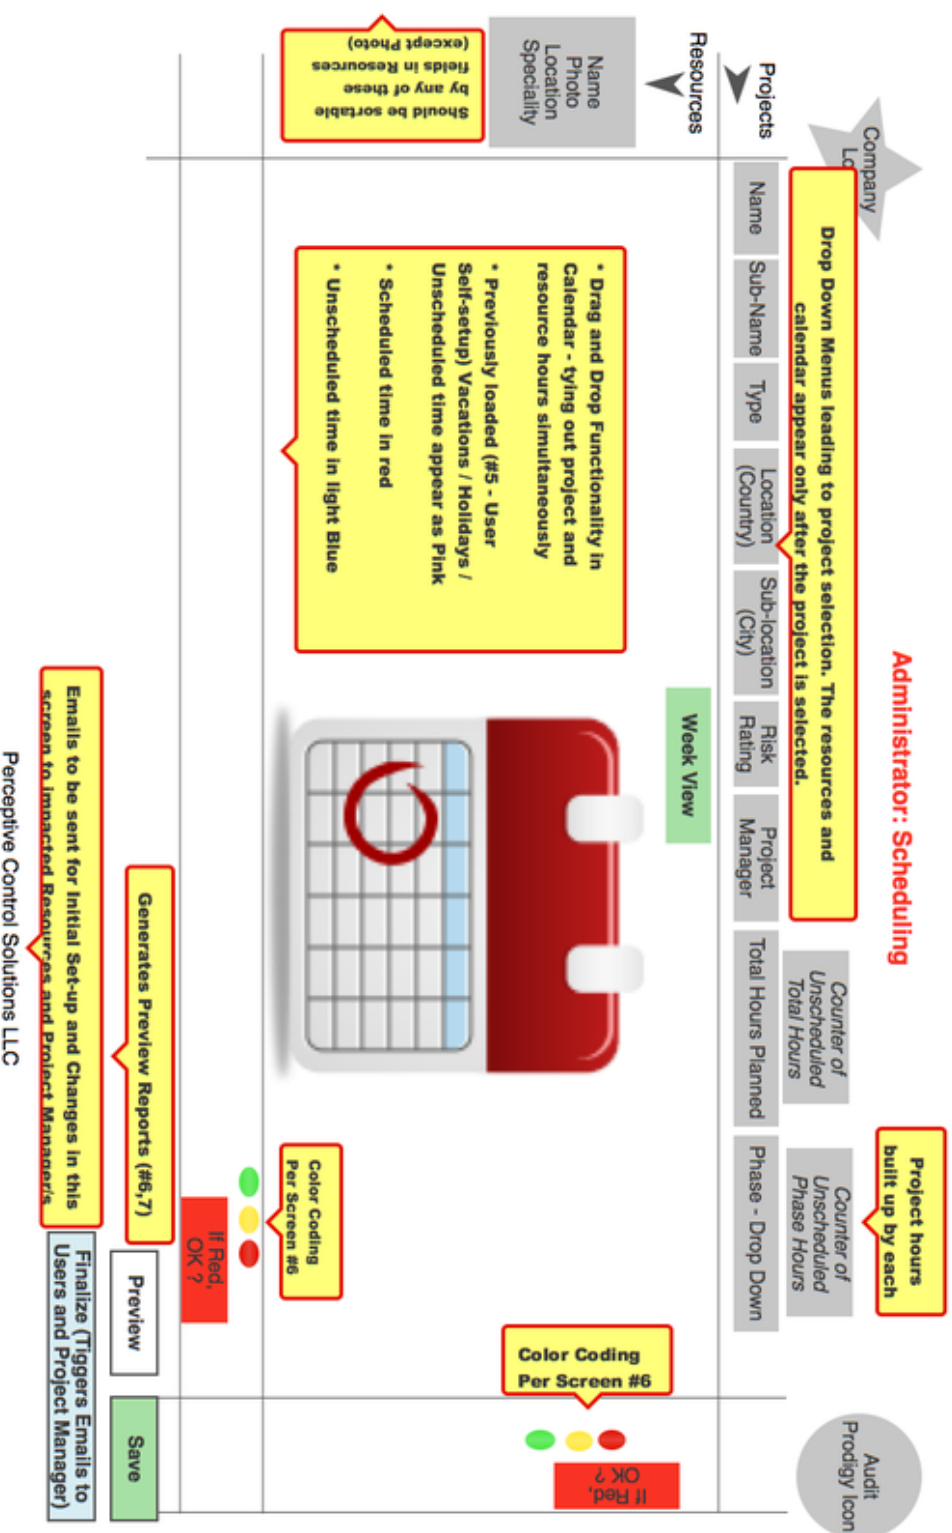 Administrator: Scheduling
Company
Lo
Drop Down Menus leading to project selection. The resources and
calendar appear only after the project is selected.
Counter of
Unscheduled
Total Hours
Project hours
built up by each
Counter of
Unscheduled
Phase Hours
Audit
Prodigy Icon
Projects
Name
Sub-Name
Type
Location
(Country)
Sub-location
(City)
Risk
Rating
Project
Manager
Total Hours Planned
Phase - Drop Down
Resources
Week View
Name
Photo
Location
Speciality
Should be sortable
by any of these
fields in Resources
(except Photo)
* Drag and Drop Functionality in
Calendar - tying out project and
resource hours simultaneously
* Previously loaded (#5 - User
Self-setup) Vacations / Holidays /
Unscheduled time appear as Pink
* Scheduled time in red
* Unscheduled time in light Blue
Color Coding
Per Screen #6
If Red,
OK ?
Color Coding
Per Screen #6
If Red,
OK ?
Generates Preview Reports (#6,7)
Preview
Save
Emails to be sent for Initial Set-up and Changes in this
screen to impacted Resources and Project Manager/s
Finalize (Tiggers Emails to
Users and Project Manager)
Perceptive Control Solutions LLC